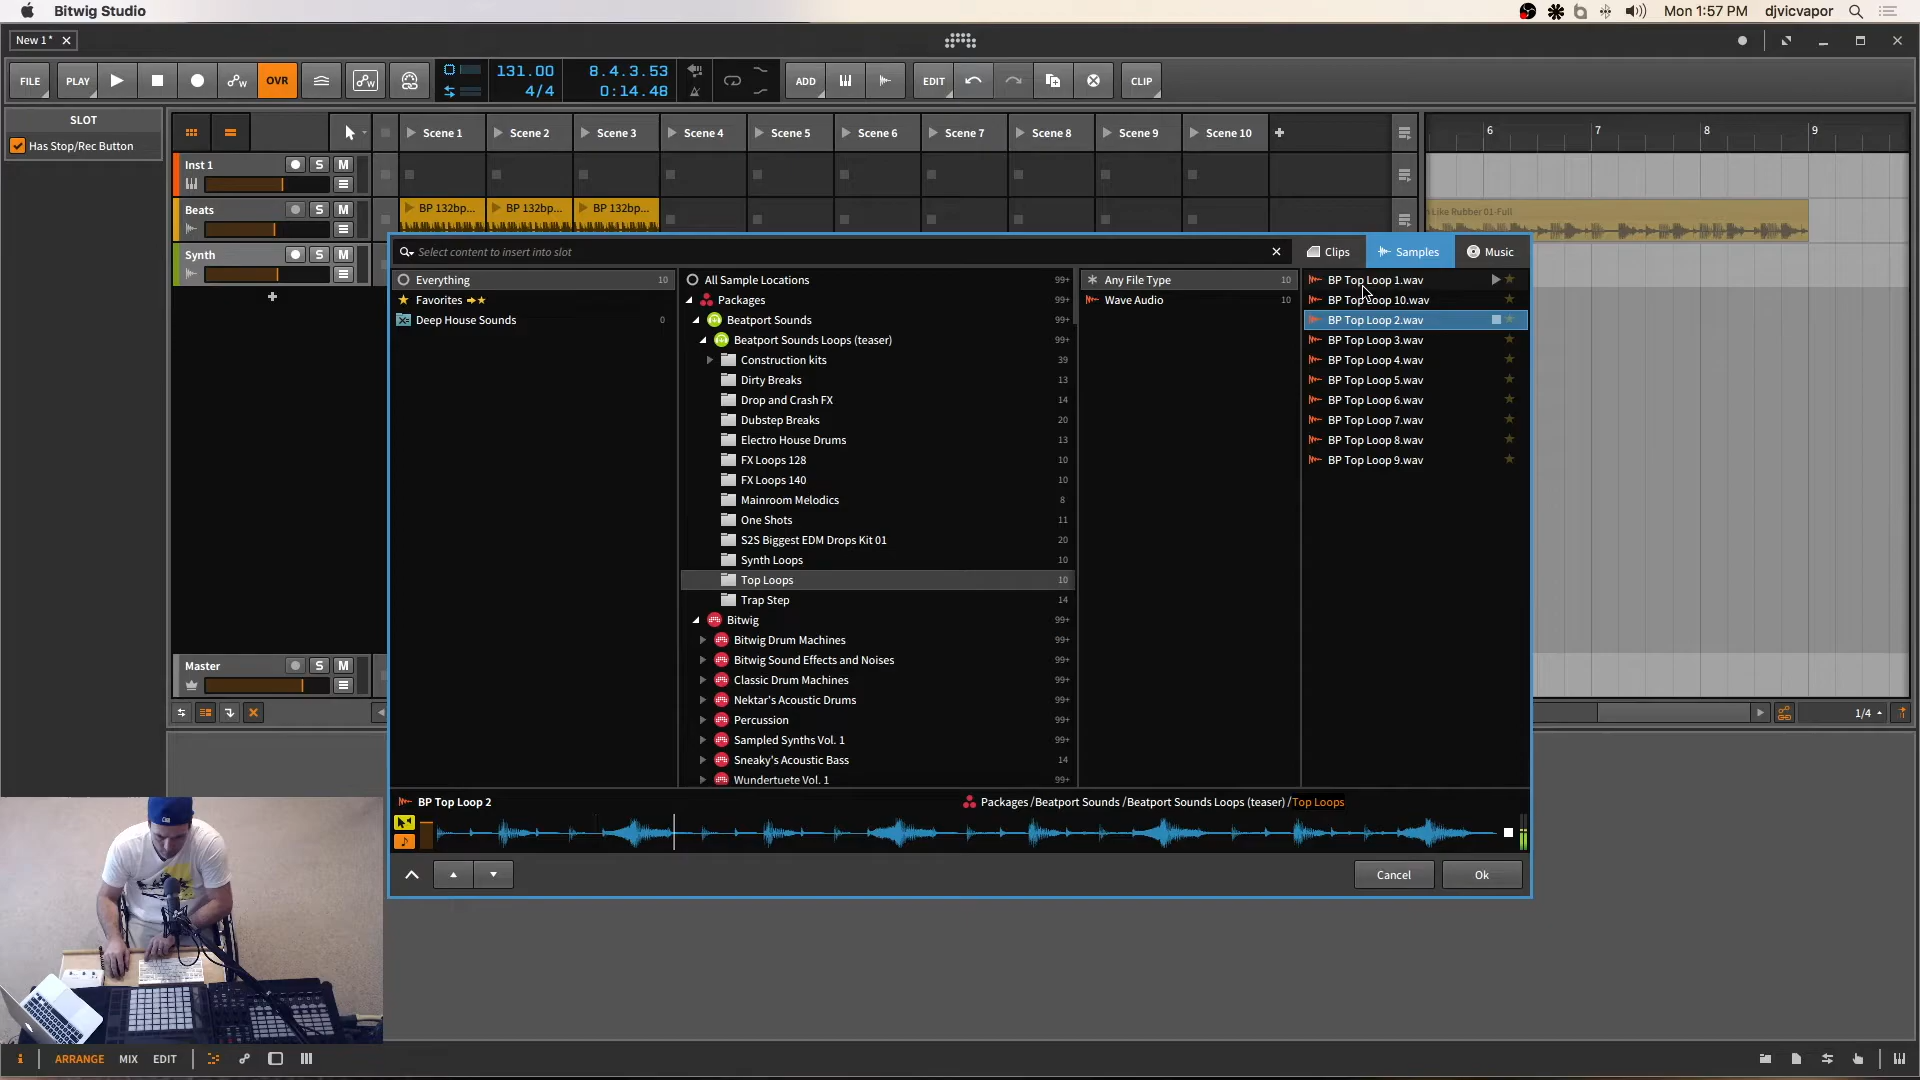 Bitwig Studio
Mon 1:57 PM
djvicvapor
New 1*
FILE
PLAY
OVR
131.00
4/4
8.4.3.53
0:14.48
ADD
EDIT
CLIP
SLOT
Has Stop/Rec Button
Scene 1
Scene 2
Scene 3
Scene 4
Scene 5
Scene 6
Scene 7
Scene 8
Scene 9
Scene 10
6
7
8
9
Inst 1
S
M
Beats
S
M
BP 132bp...
BP 132bp...
BP 132bp...
Like Rubber 01-Full
Synth
S
M
Select content to insert into slot
Clips
Samples
Music
Everything 10
Favorites
Deep House Sounds 0
All Sample Locations 99+
Packages 99+
Beatport Sounds 99+
Beatport Sounds Loops (teaser) 99+
Construction kits 39
Dirty Breaks 13
Drop and Crash FX 14
Dubstep Breaks 20
Electro House Drums 13
FX Loops 128 10
FX Loops 140 10
Mainroom Melodics 8
One Shots 11
S2S Biggest EDM Drops Kit 01 20
Synth Loops 10
Top Loops 10
Trap Step 14
Bitwig 99+
Bitwig Drum Machines 99+
Bitwig Sound Effects and Noises 99+
Classic Drum Machines 99+
Nektar's Acoustic Drums 99+
Percussion 99+
Sampled Synths Vol. 1 99+
Sneaky's Acoustic Bass 14
Wundertuete Vol. 1 99+
Any File Type 10
Wave Audio 10
BP Top Loop 1.wav
BP Top Loop 10.wav
BP Top Loop 2.wav
BP Top Loop 3.wav
BP Top Loop 4.wav
BP Top Loop 5.wav
BP Top Loop 6.wav
BP Top Loop 7.wav
BP Top Loop 8.wav
BP Top Loop 9.wav
Master
S
M
1/4
BP Top Loop 2
Packages /Beatport Sounds /Beatport Sounds Loops (teaser) /Top Loops
Cancel
Ok
i
ARRANGE
MIX
EDIT